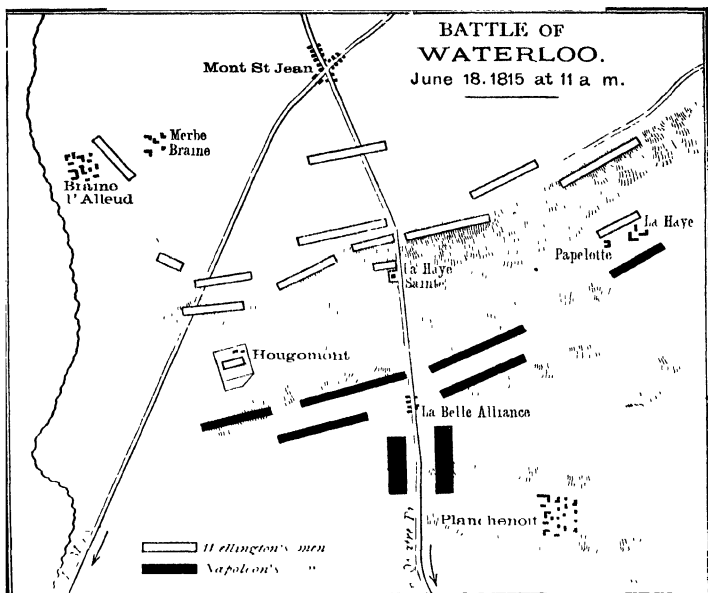 BATTLE OF
WATERLOO.
June 18.1815 at 11 a m.
Mont St Jean
Merbe
Braine
Braine
l'Alleud
La Haye
Papelotte
La Haye
Sainte
Hougomont
La Belle Alliance
Planchenoit
Wellington's men
Napoleon's "